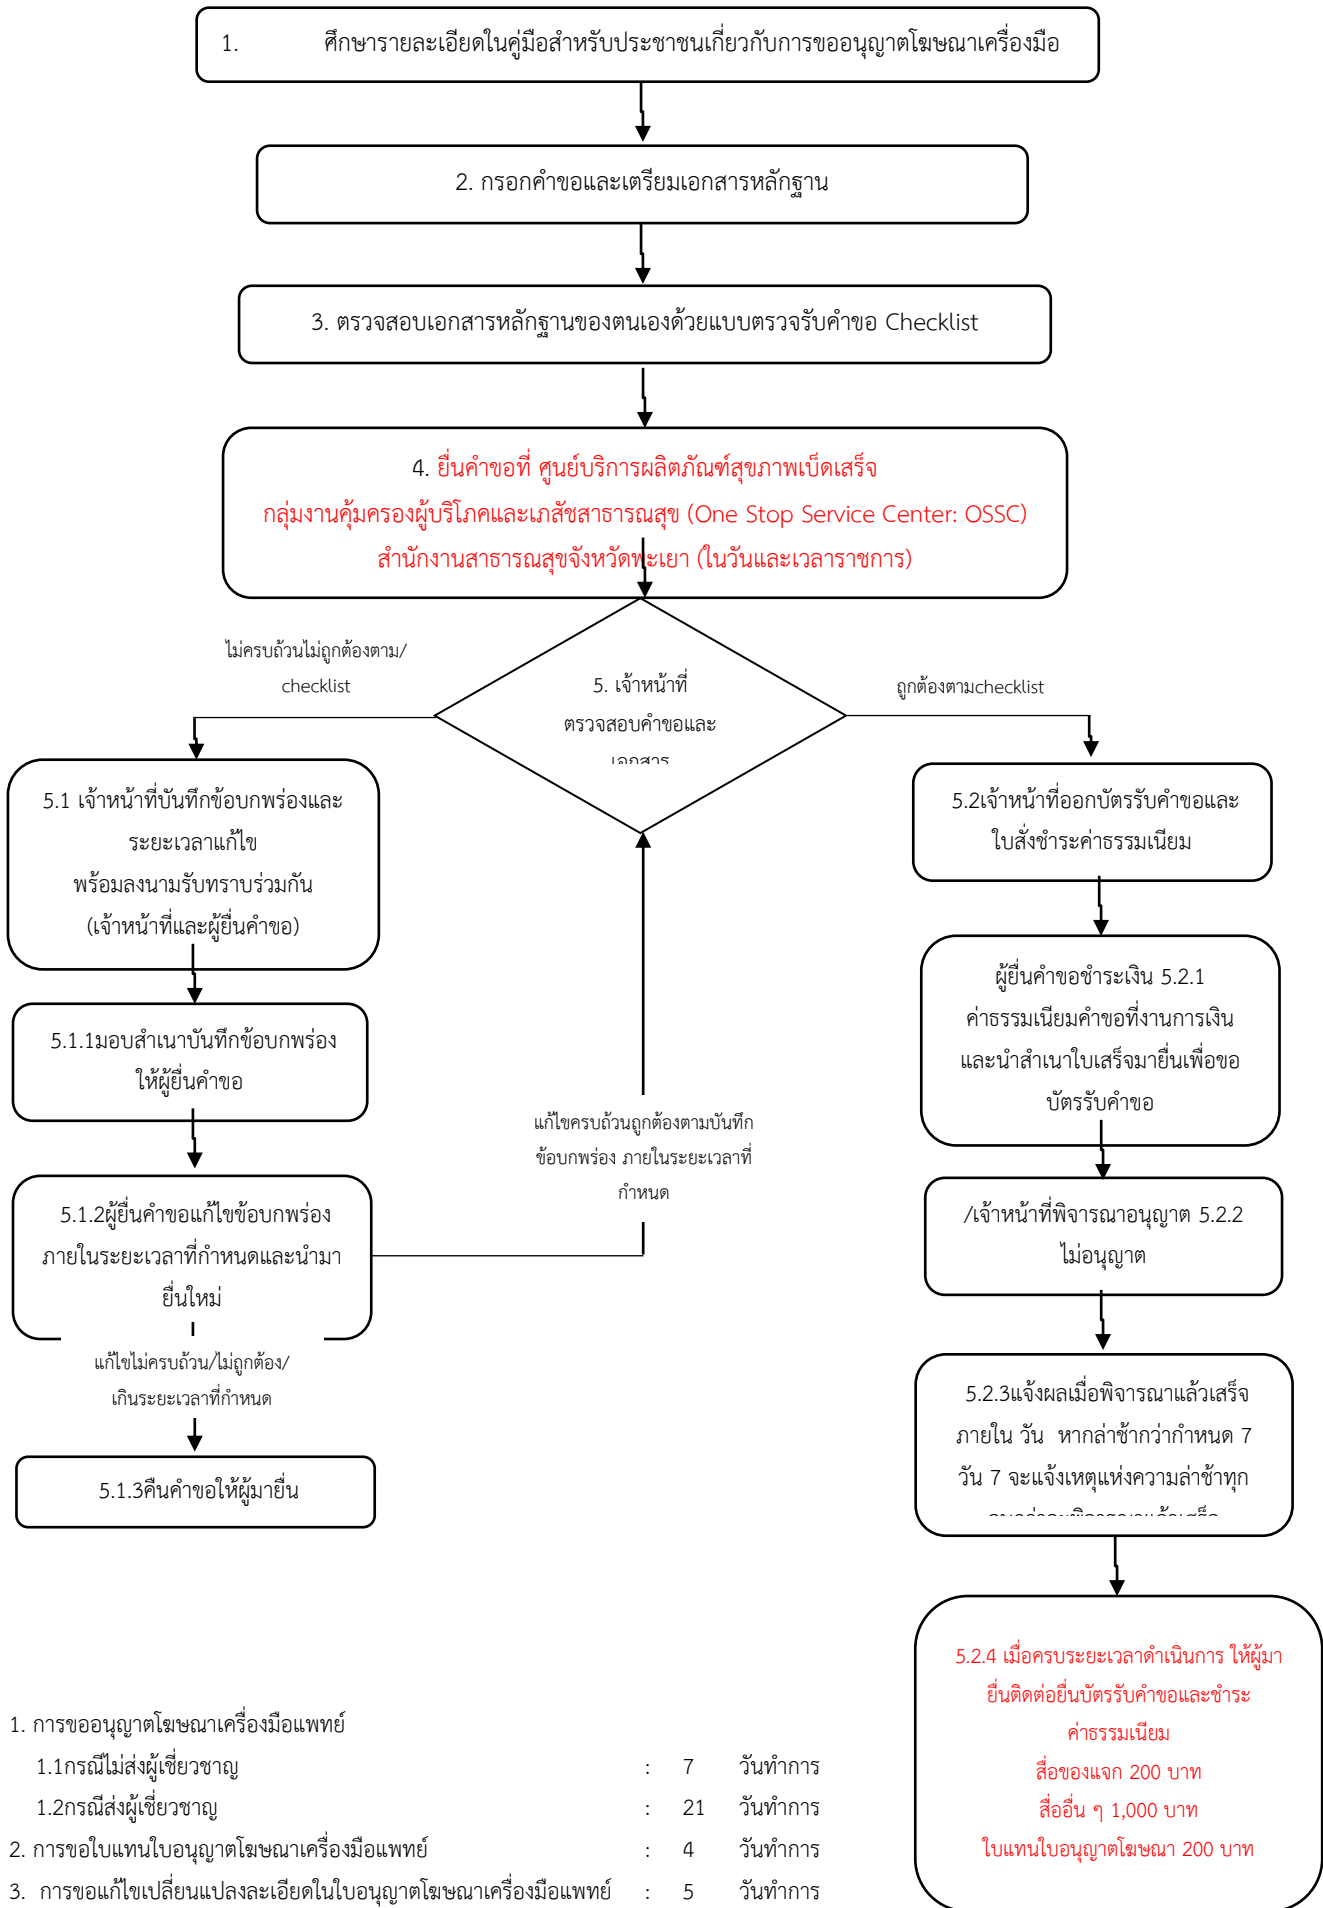 1. ศึกษารายละเอียดในคู่มือสำหรับประชาชนเกี่ยวกับการขออนุญาตโฆษณาเครื่องมือ
2. กรอกคำขอและเตรียมเอกสารหลักฐาน
3. ตรวจสอบเอกสารหลักฐานของตนเองด้วยแบบตรวจรับคำขอ Checklist
4. ยื่นคำขอที่ ศูนย์บริการผลิตภัณฑ์สุขภาพเบ็ดเสร็จ
กลุ่มงานคุ้มครองผู้บริโภคและเภสัชสาธารณสุข (One Stop Service Center: OSSC)
สำนักงานสาธารณสุขจังหวัดพะเยา (ในวันและเวลาราชการ)
ไม่ครบถ้วนไม่ถูกต้องตาม/
checklist
5. เจ้าหน้าที่
ตรวจสอบคำขอและ
เอกสาร
ถูกต้องตามchecklist
5.1 เจ้าหน้าที่บันทึกข้อบกพร่องและ
ระยะเวลาแก้ไข
พร้อมลงนามรับทราบร่วมกัน
(เจ้าหน้าที่และผู้ยื่นคำขอ)
5.1.1มอบสำเนาบันทึกข้อบกพร่อง
ให้ผู้ยื่นคำขอ
5.1.2ผู้ยื่นคำขอแก้ไขข้อบกพร่อง
ภายในระยะเวลาที่กำหนดและนำมา
ยื่นใหม่
แก้ไขไม่ครบถ้วน/ไม่ถูกต้อง/
เกินระยะเวลาที่กำหนด
5.1.3คืนคำขอให้ผู้มายื่น
แก้ไขครบถ้วนถูกต้องตามบันทึก
ข้อบกพร่อง ภายในระยะเวลาที่
กำหนด
5.2เจ้าหน้าที่ออกบัตรรับคำขอและ
ใบสั่งชำระค่าธรรมเนียม
ผู้ยื่นคำขอชำระเงิน 5.2.1
ค่าธรรมเนียมคำขอที่งานการเงิน
และนำสำเนาใบเสร็จมายื่นเพื่อขอ
บัตรรับคำขอ
/เจ้าหน้าที่พิจารณาอนุญาต 5.2.2
ไม่อนุญาต
5.2.3แจ้งผลเมื่อพิจารณาแล้วเสร็จ
ภายใน วัน หากล่าช้ากว่ากำหนด 7
วัน 7 จะแจ้งเหตุแห่งความล่าช้าทุก
5.2.4 เมื่อครบระยะเวลาดำเนินการ ให้ผู้มา
ยื่นติดต่อยื่นบัตรรับคำขอและชำระ
ค่าธรรมเนียม
สื่อของแจก 200 บาท
สื่ออื่น ๆ 1,000 บาท
ใบแทนใบอนุญาตโฆษณา 200 บาท
1. การขออนุญาตโฆษณาเครื่องมือแพทย์
1.1กรณีไม่ส่งผู้เชี่ยวชาญ : 7 วันทำการ
1.2กรณีส่งผู้เชี่ยวชาญ : 21 วันทำการ
2. การขอใบแทนใบอนุญาตโฆษณาเครื่องมือแพทย์ : 4 วันทำการ
3. การขอแก้ไขเปลี่ยนแปลงละเอียดในใบอนุญาตโฆษณาเครื่องมือแพทย์ : 5 วันทำการ